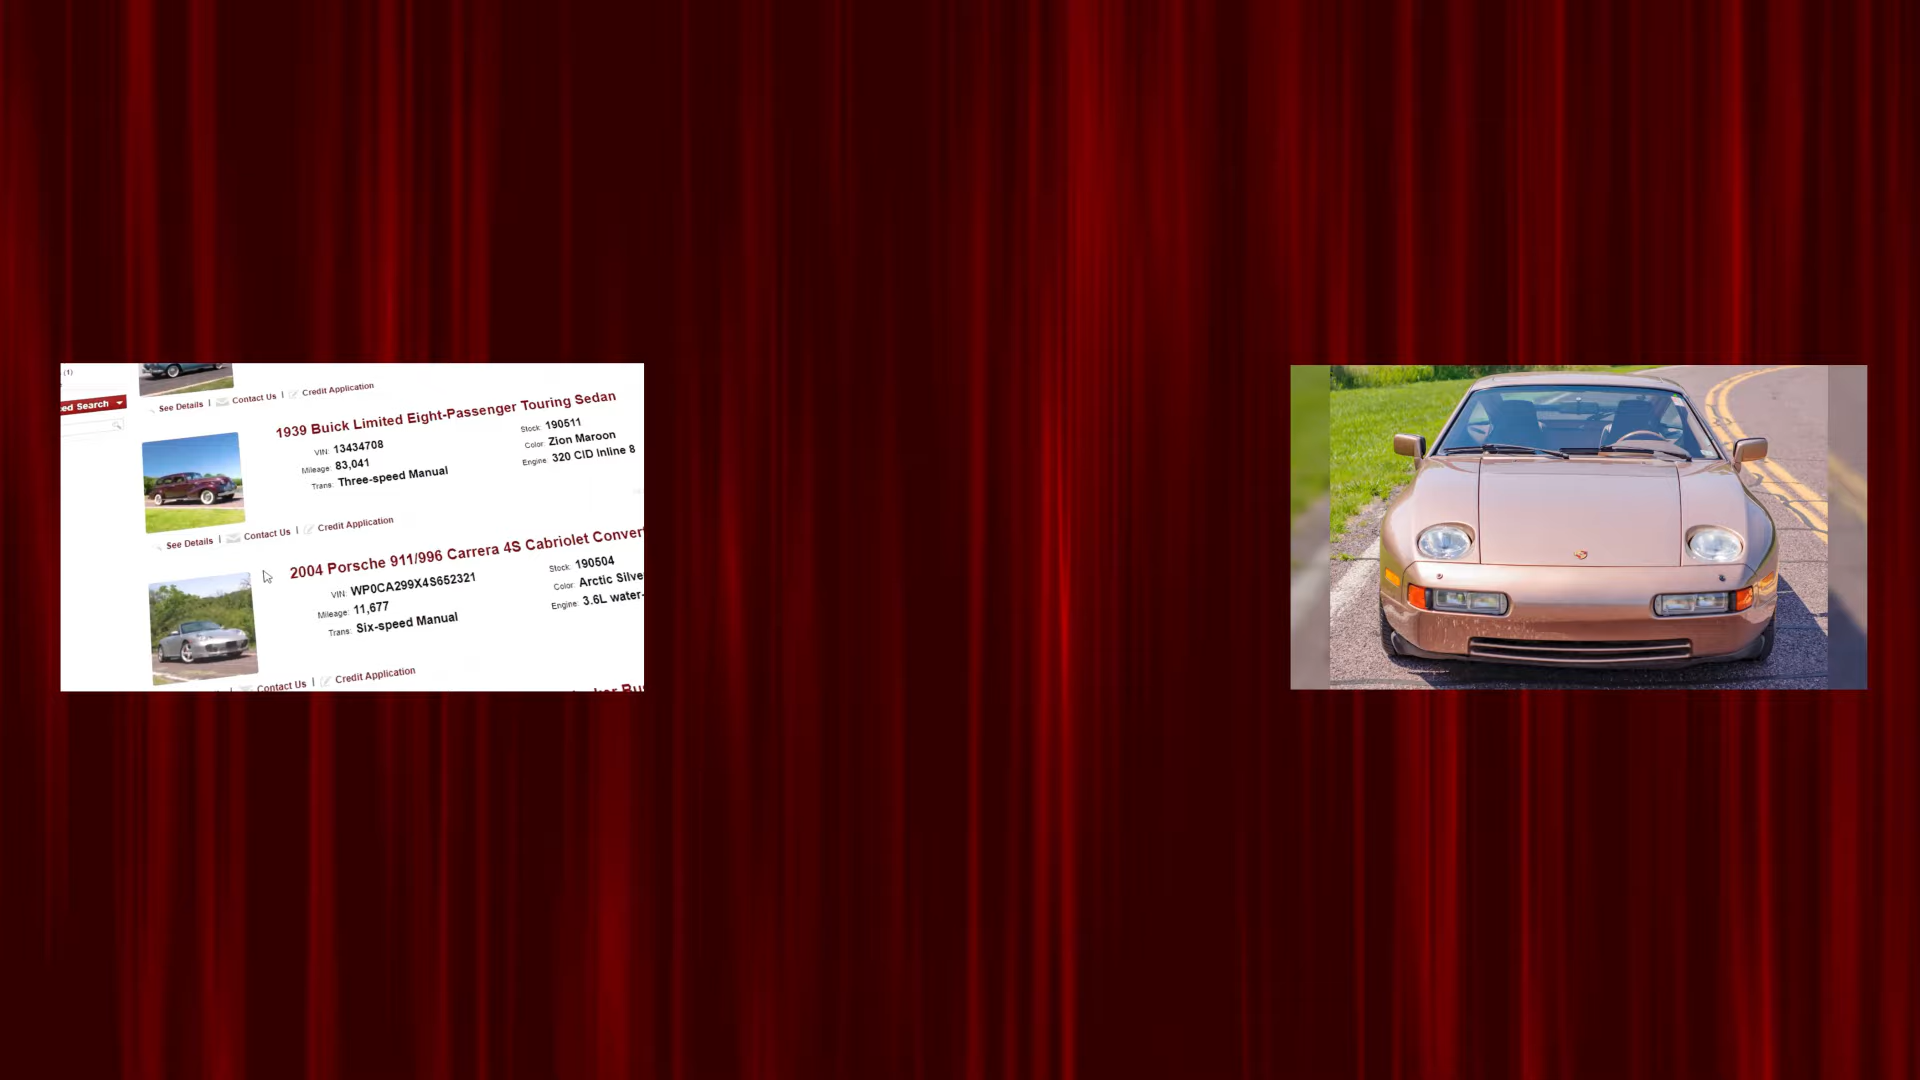 (1)
ed Search
See Details | Contact Us | Credit Application
1939 Buick Limited Eight-Passenger Touring Sedan
VIN: 13434708
Stock: 190511
Mileage: 83,041
Color: Zion Maroon
Trans: Three-speed Manual
Engine: 320 CID Inline 8
See Details | Contact Us | Credit Application
2004 Porsche 911/996 Carrera 4S Cabriolet Conver
VIN: WP0CA299X4S652321
Stock: 190504
Mileage: 11,677
Color: Arctic Silve
Trans: Six-speed Manual
Engine: 3.6L water-
Contact Us | Credit Application